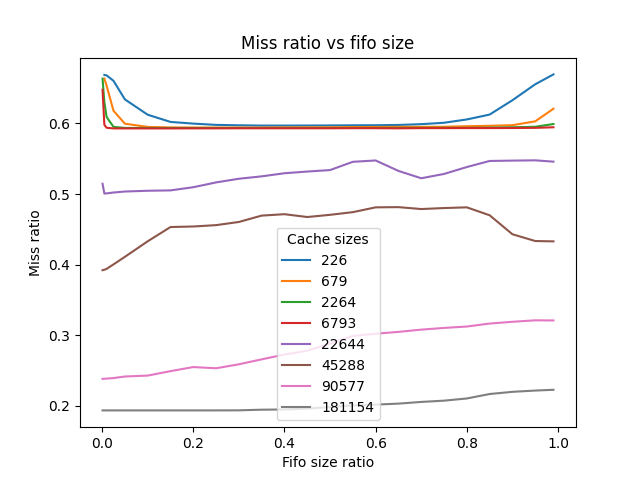 Miss ratio vs fifo size
Miss ratio
0.6
0.5
0.4
0.3
0.2
Cache sizes
226
679
2264
6793
22644
45288
90577
181154
0.0 0.2 0.4 0.6 0.8 1.0
Fifo size ratio